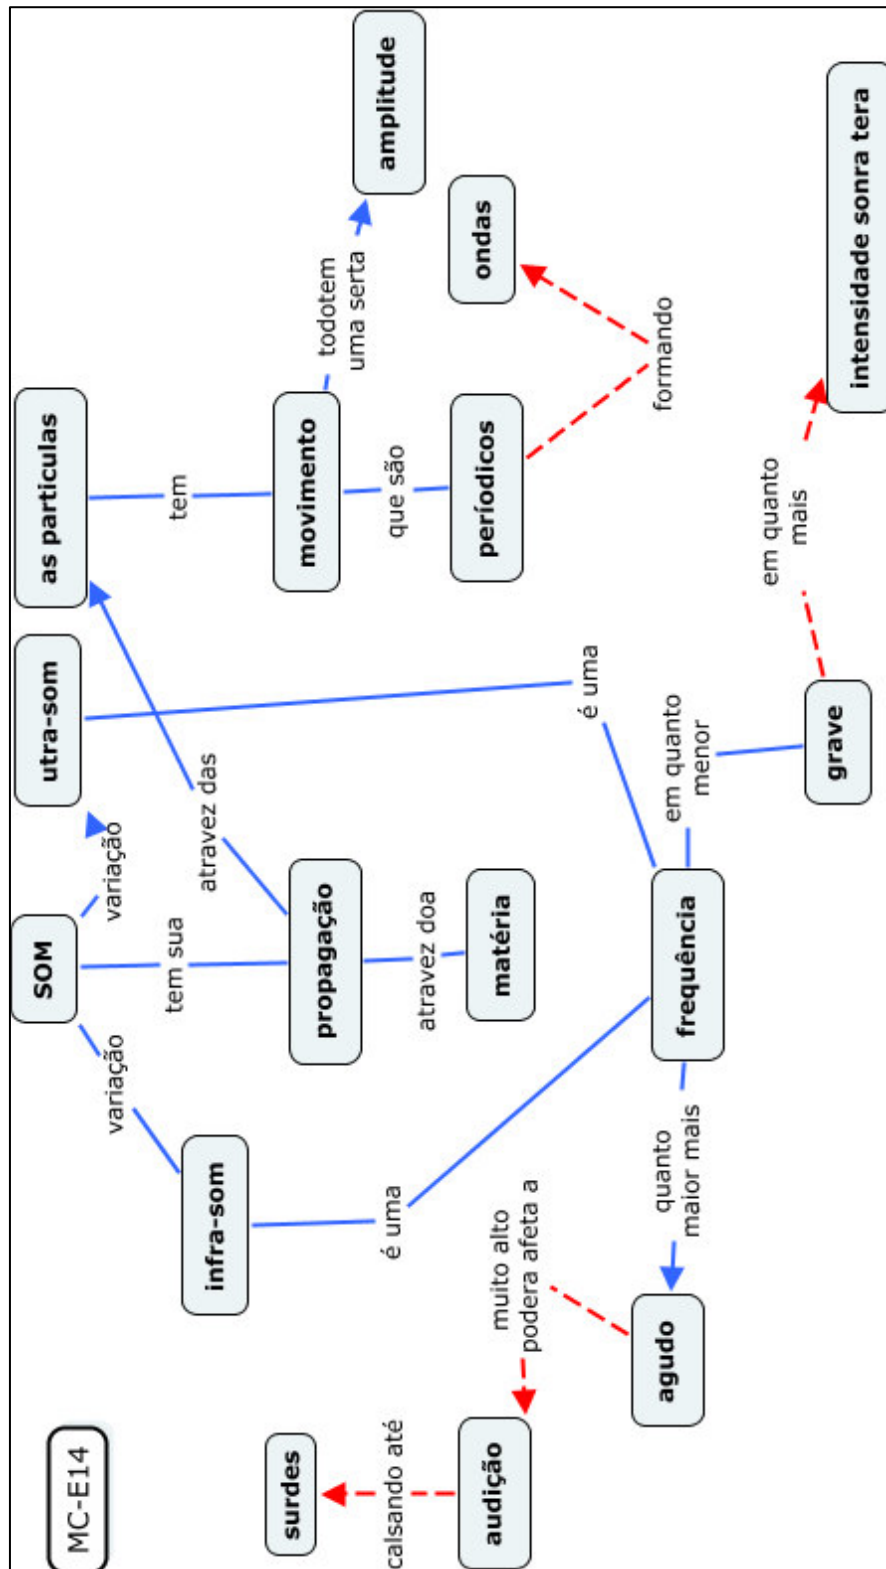 MC-E14
SOM
utra-som
as particulas
variação
variação
tem sua
atravez das
tem
infra-som
surdes
propagação
movimento
todotem
uma serta
amplitude
calsando até
é uma
atravez doa
que são
audição
matéria
períodicos
ondas
muito alto
podera afeta a
é uma
formando
agudo
quanto
maior mais
frequência
em quanto
menor
grave
em quanto
mais
intensidade sonra tera